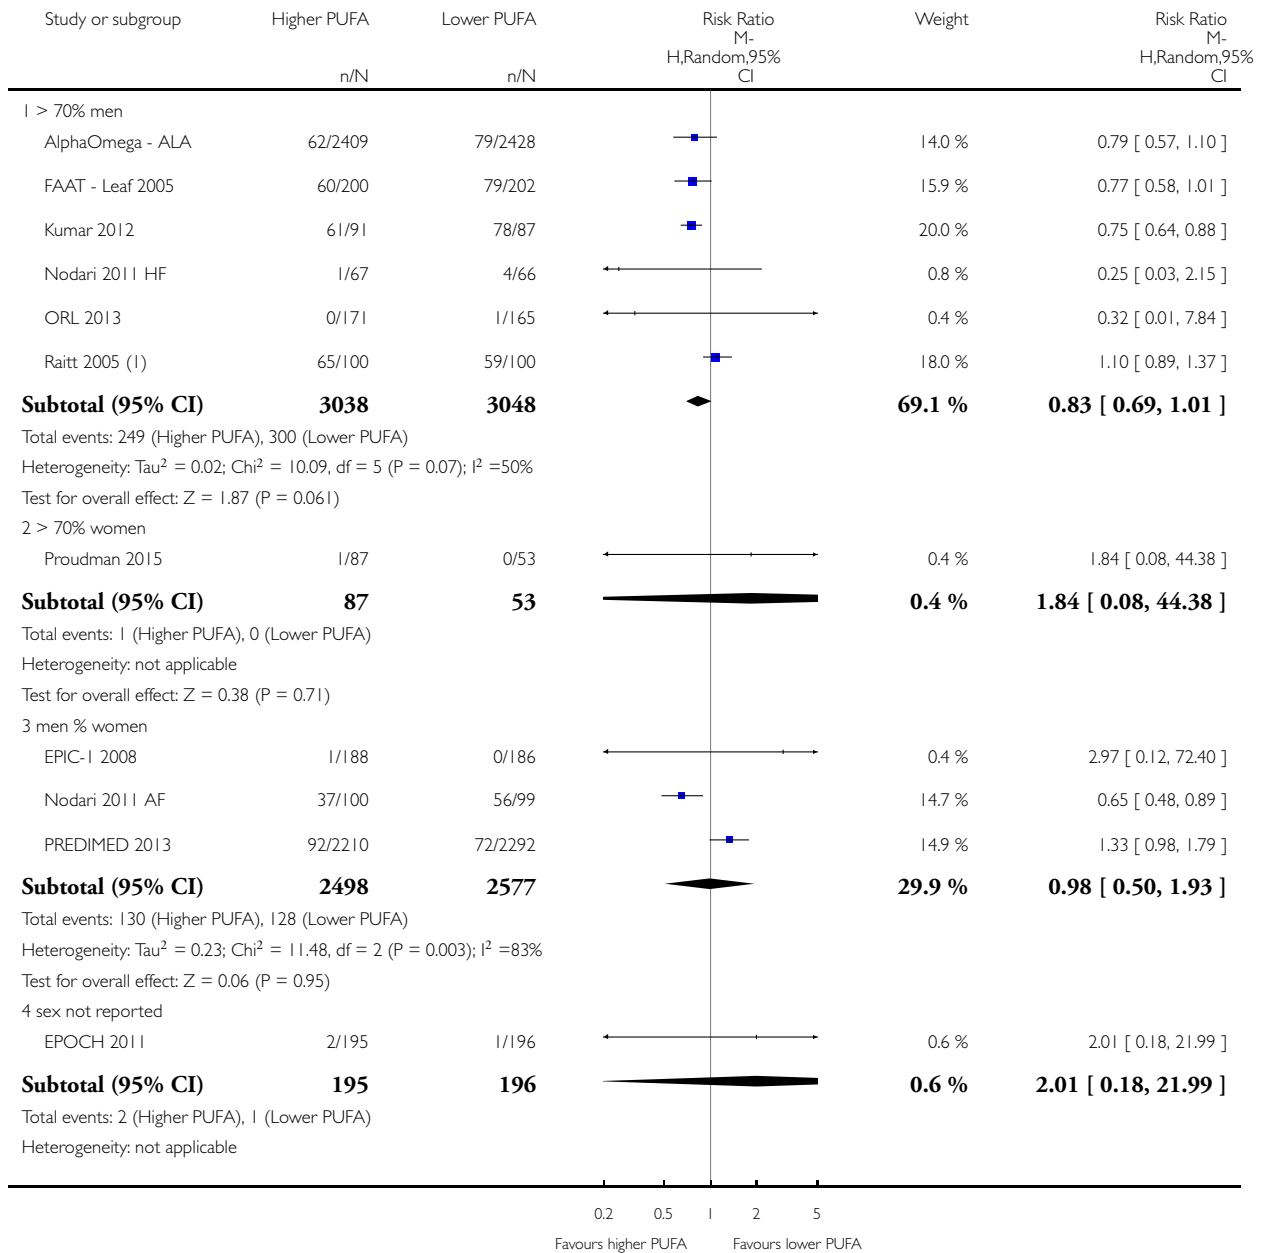 Study or subgroup Higher PUFA Lower PUFA Risk Ratio Weight Risk Ratio
M- M-
H,Random,95% H,Random,95%
n/N n/N CI CI
1 > 70% men
AlphaOmega - ALA 62/2409 79/2428 14.0 % 0.79 [ 0.57, 1.10 ]
FAAT - Leaf 2005 60/200 79/202 15.9 % 0.77 [ 0.58, 1.01 ]
Kumar 2012 61/91 78/87 20.0 % 0.75 [ 0.64, 0.88 ]
Nodari 2011 HF 1/67 4/66 0.8 % 0.25 [ 0.03, 2.15 ]
ORL 2013 0/171 1/165 0.4 % 0.32 [ 0.01, 7.84 ]
Raitt 2005 (1) 65/100 59/100 18.0 % 1.10 [ 0.89, 1.37 ]
Subtotal (95% CI) 3038 3048 69.1 % 0.83 [ 0.69, 1.01 ]
Total events: 249 (Higher PUFA), 300 (Lower PUFA)
Heterogeneity: Tau² = 0.02; Chi² = 10.09, df = 5 (P = 0.07); I² =50%
Test for overall effect: Z = 1.87 (P = 0.061)
2 > 70% women
Proudman 2015 1/87 0/53 0.4 % 1.84 [ 0.08, 44.38 ]
Subtotal (95% CI) 87 53 0.4 % 1.84 [ 0.08, 44.38 ]
Total events: 1 (Higher PUFA), 0 (Lower PUFA)
Heterogeneity: not applicable
Test for overall effect: Z = 0.38 (P = 0.71)
3 men % women
EPIC-1 2008 1/188 0/186 0.4 % 2.97 [ 0.12, 72.40 ]
Nodari 2011 AF 37/100 56/99 14.7 % 0.65 [ 0.48, 0.89 ]
PREDIMED 2013 92/2210 72/2292 14.9 % 1.33 [ 0.98, 1.79 ]
Subtotal (95% CI) 2498 2577 29.9 % 0.98 [ 0.50, 1.93 ]
Total events: 130 (Higher PUFA), 128 (Lower PUFA)
Heterogeneity: Tau² = 0.23; Chi² = 11.48, df = 2 (P = 0.003); I² =83%
Test for overall effect: Z = 0.06 (P = 0.95)
4 sex not reported
EPOCH 2011 2/195 1/196 0.6 % 2.01 [ 0.18, 21.99 ]
Subtotal (95% CI) 195 196 0.6 % 2.01 [ 0.18, 21.99 ]
Total events: 2 (Higher PUFA), 1 (Lower PUFA)
Heterogeneity: not applicable
0.2 0.5 1 2 5
Favours higher PUFA Favours lower PUFA